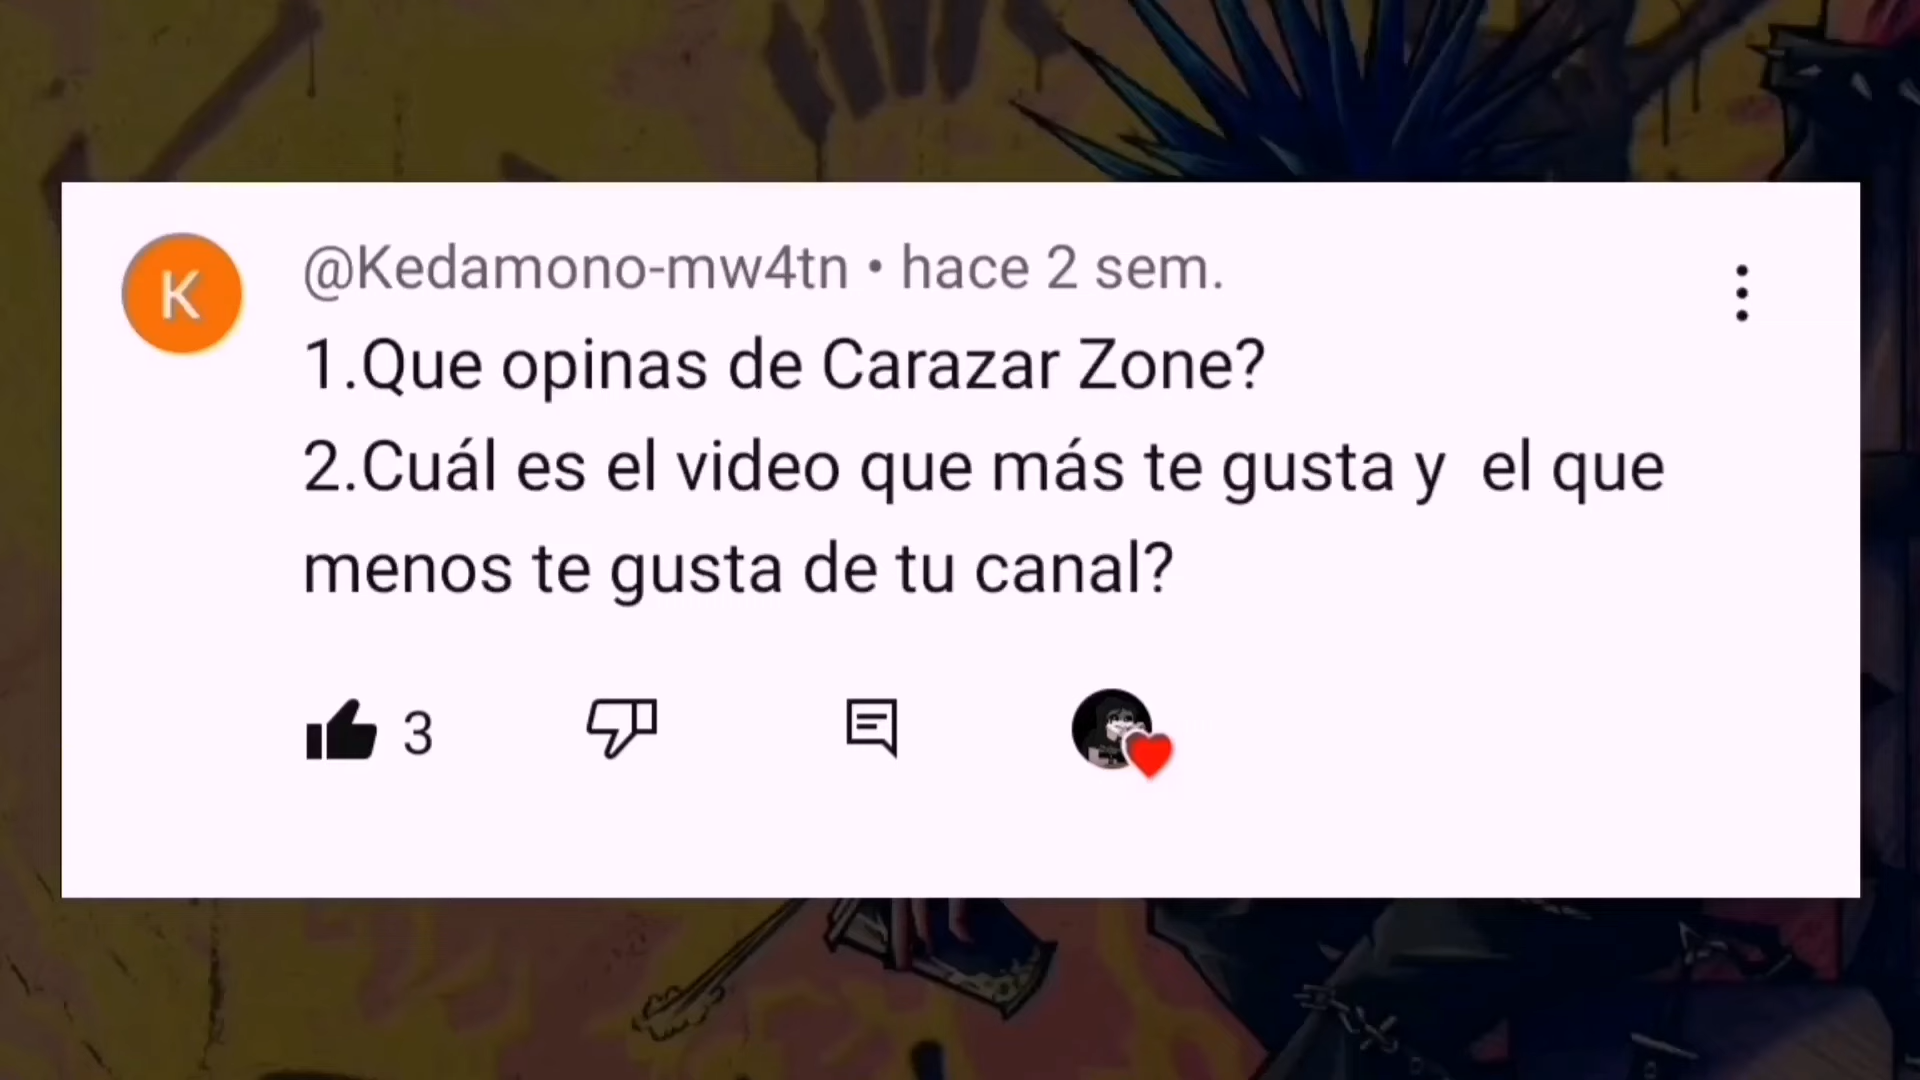 K
@Kedamono-mw4tn • hace 2 sem.
1.Que opinas de Carazar Zone?
2.Cuál es el video que más te gusta y  el que
menos te gusta de tu canal?
3